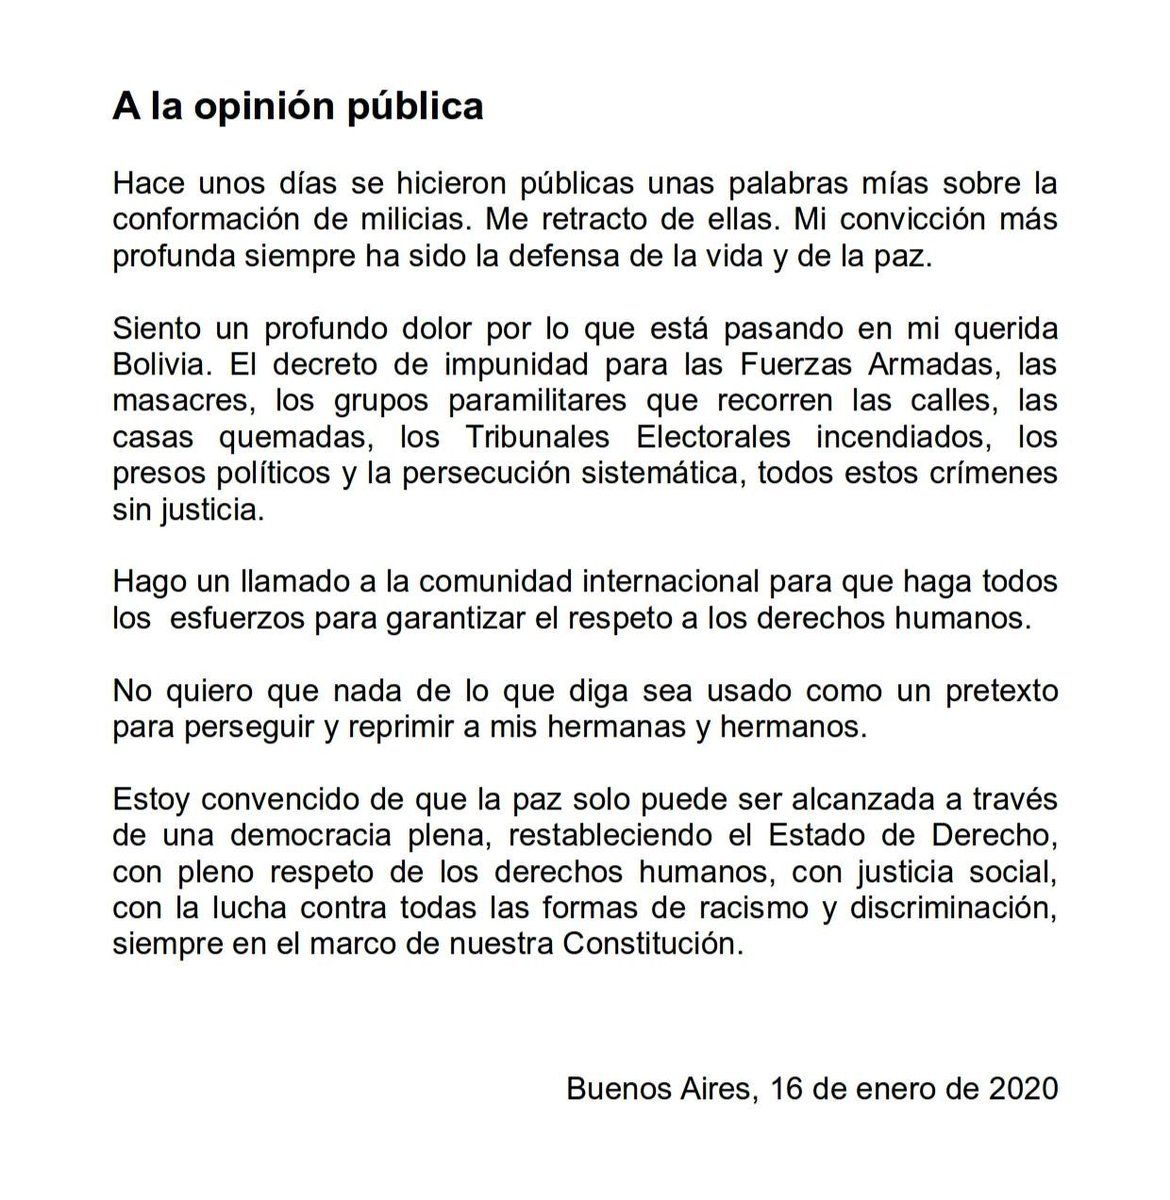 A la opinión pública
Hace unos días se hicieron públicas unas palabras mías sobre la
conformación de milicias. Me retracto de ellas. Mi convicción más
profunda siempre ha sido la defensa de la vida y de la paz.
Siento un profundo dolor por lo que está pasando en mi querida
Bolivia. El decreto de impunidad para las Fuerzas Armadas, las
masacres, los grupos paramilitares que recorren las calles, las
casas quemadas, los Tribunales Electorales incendiados, los
presos políticos y la persecución sistemática, todos estos crímenes
sin justicia.
Hago un llamado a la comunidad internacional para que haga todos
los  esfuerzos para garantizar el respeto a los derechos humanos.
No quiero que nada de lo que diga sea usado como un pretexto
para perseguir y reprimir a mis hermanas y hermanos.
Estoy convencido de que la paz solo puede ser alcanzada a través
de una democracia plena, restableciendo el Estado de Derecho,
con pleno respeto de los derechos humanos, con justicia social,
con la lucha contra todas las formas de racismo y discriminación,
siempre en el marco de nuestra Constitución.
Buenos Aires, 16 de enero de 2020